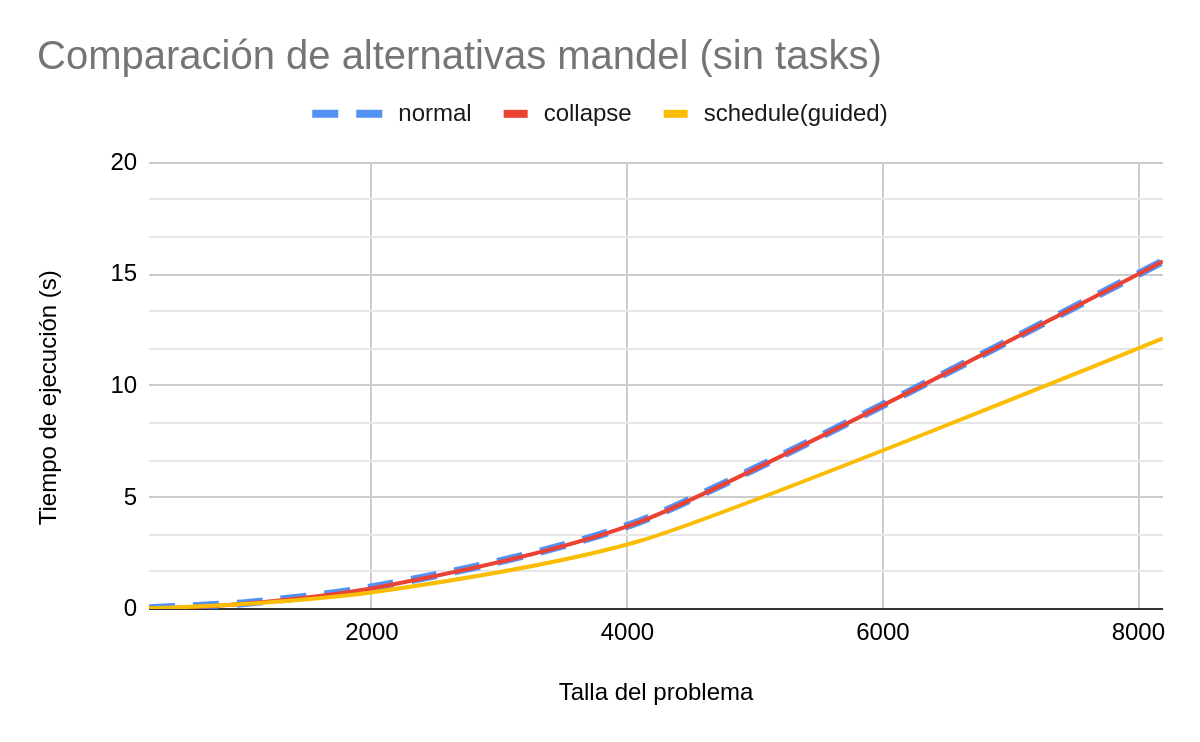 Comparación de alternativas mandel (sin tasks)
normal collapse schedule(guided)
Tiempo de ejecución (s)
20
15
10
5
0
2000 4000 6000 8000
Talla del problema